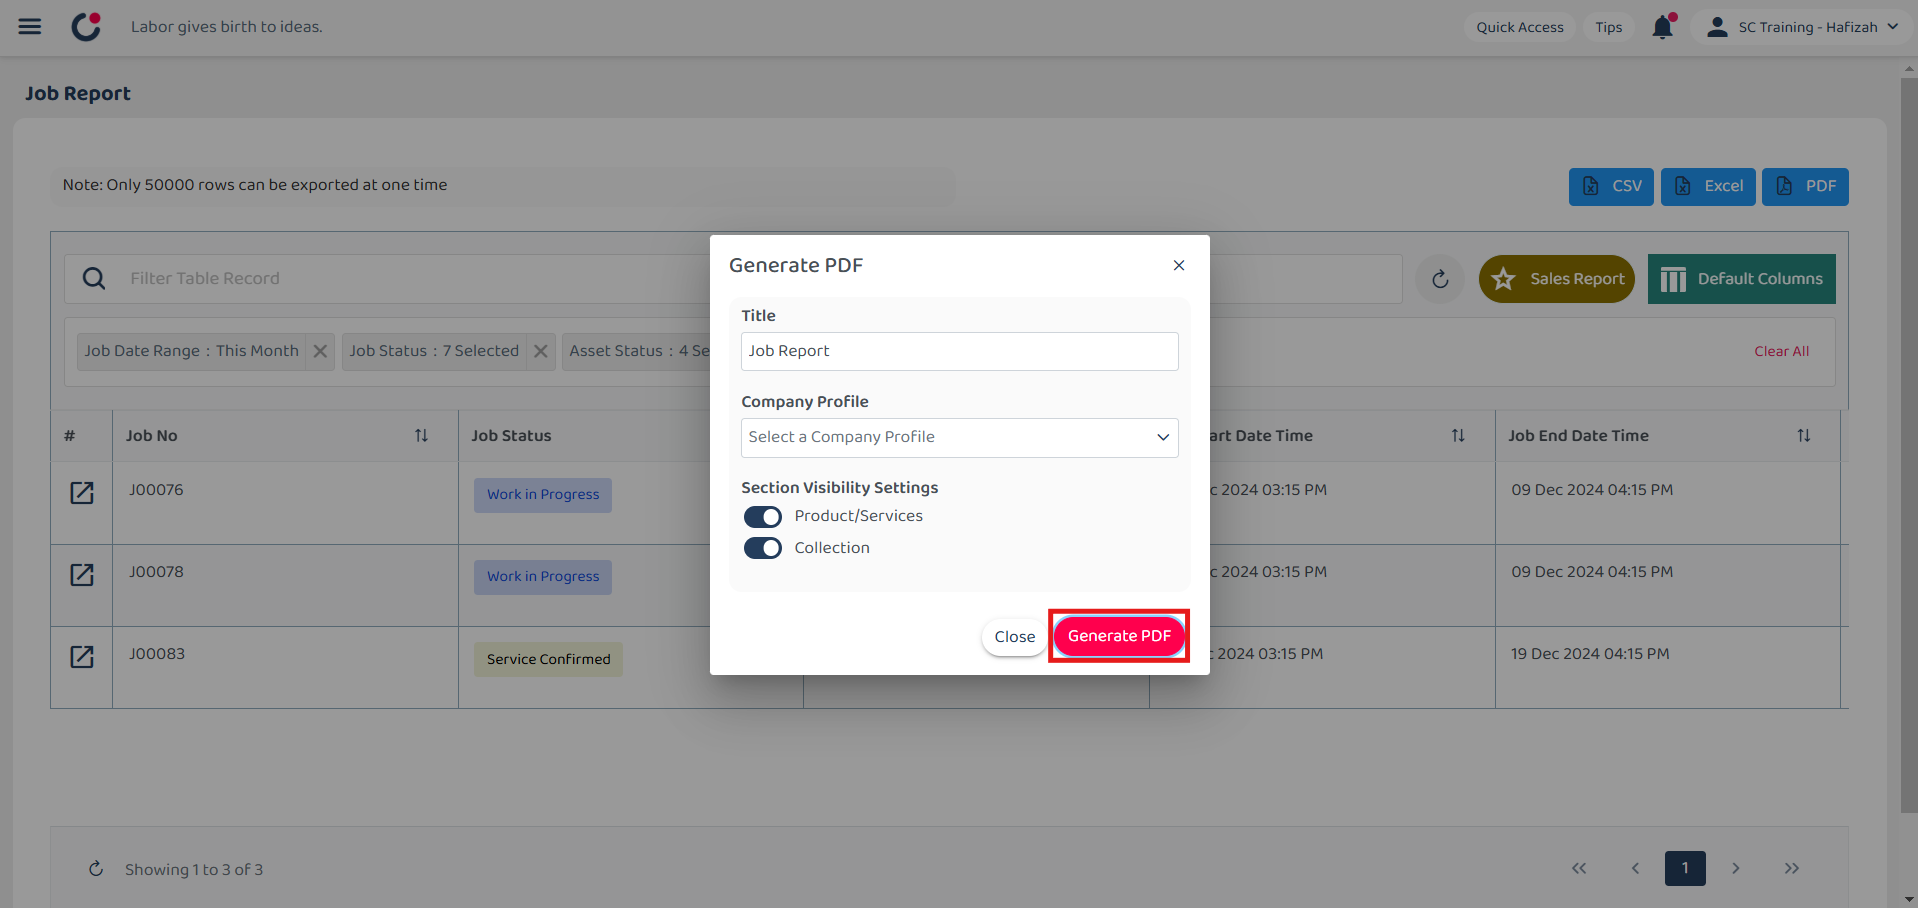 Labor gives birth to ideas.
Quick Access
Tips
SC Training - Hafizah
Job Report
Note: Only 50000 rows can be exported at one time
CSV
Excel
PDF
Filter Table Record
Sales Report
Default Columns
Job Date Range : This Month
Job Status : 7 Selected
Asset Status : 4 Se
Clear All
# Job No Job Status art Date Time Job End Date Time
J00076 Work in Progress c 2024 03:15 PM 09 Dec 2024 04:15 PM
J00078 Work in Progress c 2024 03:15 PM 09 Dec 2024 04:15 PM
J00083 Service Confirmed 2024 03:15 PM 19 Dec 2024 04:15 PM
Generate PDF
Title
Job Report
Company Profile
Select a Company Profile
Section Visibility Settings
Product/Services
Collection
Close
Generate PDF
Showing 1 to 3 of 3
1